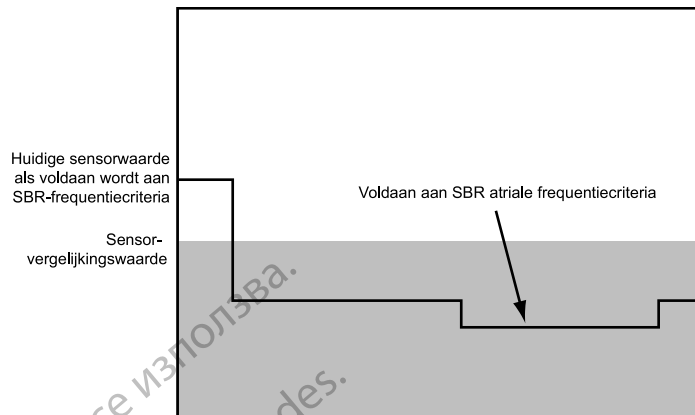 Huidige sensorwaarde
als voldaan wordt aan
SBR-frequentiecriteria
Voldaan aan SBR atriale frequentiecriteria
Sensor-
vergelijkingswaarde
се използва.
des.